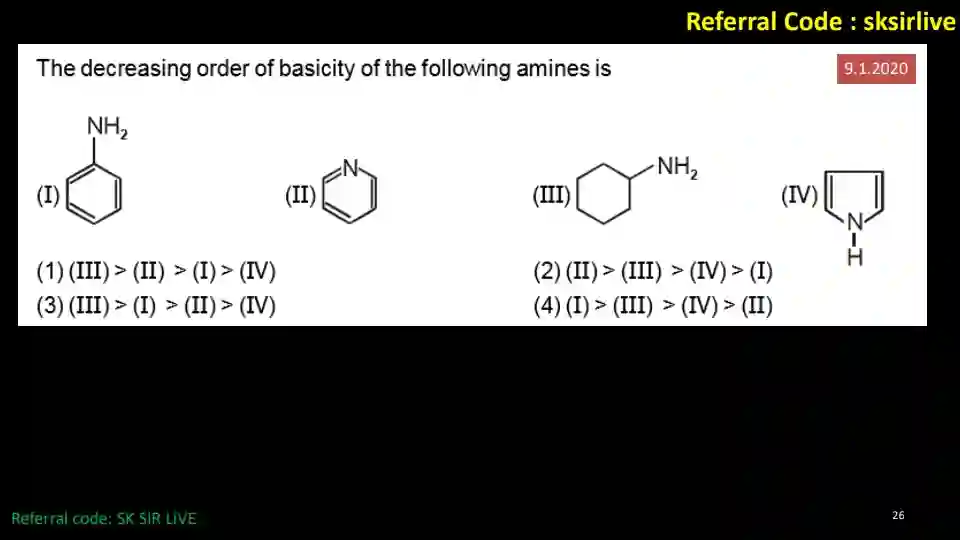 Referral Code : sksirlive
The decreasing order of basicity of the following amines is
9.1.2020
(I) NH2
(II) N
(III) NH2
(IV) N H
(1) (III) > (II) > (I) > (IV)
(2) (II) > (III) > (IV) > (I)
(3) (III) > (I) > (II) > (IV)
(4) (I) > (III) > (IV) > (II)
Referral code: SK SIR LIVE
26